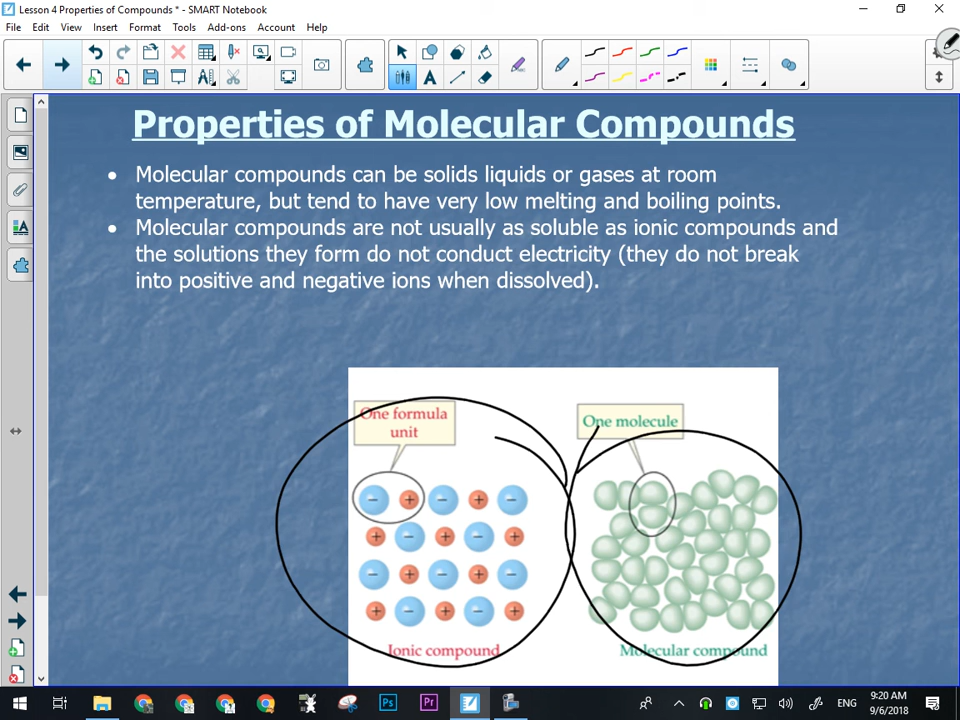 Lesson 4 Properties of Compounds * - SMART Notebook
File Edit View Insert Format Tools Add-ons Account Help
Properties of Molecular Compounds
• Molecular compounds can be solids liquids or gases at room
temperature, but tend to have very low melting and boiling points.
• Molecular compounds are not usually as soluble as ionic compounds and
the solutions they form do not conduct electricity (they do not break
into positive and negative ions when dissolved).
One formula
unit
One molecule
− + − + −
+ − + − +
− + − + −
+ − + − +
Ionic compound
Molecular compound
Ps
Pr
ENG
9:20 AM
9/6/2018